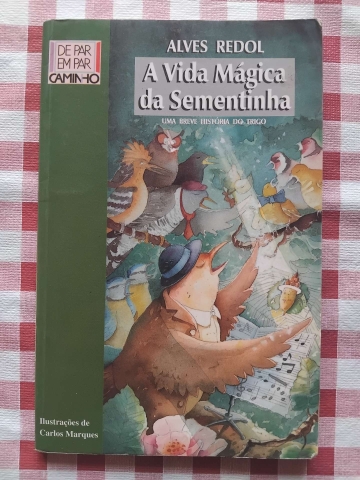 DE PAR
EM PAR
CAMINHO
ALVES REDOL
A Vida Mágica
da Sementinha
UMA BREVE HISTÓRIA DO TRIGO
Ilustrações de
Carlos Marques